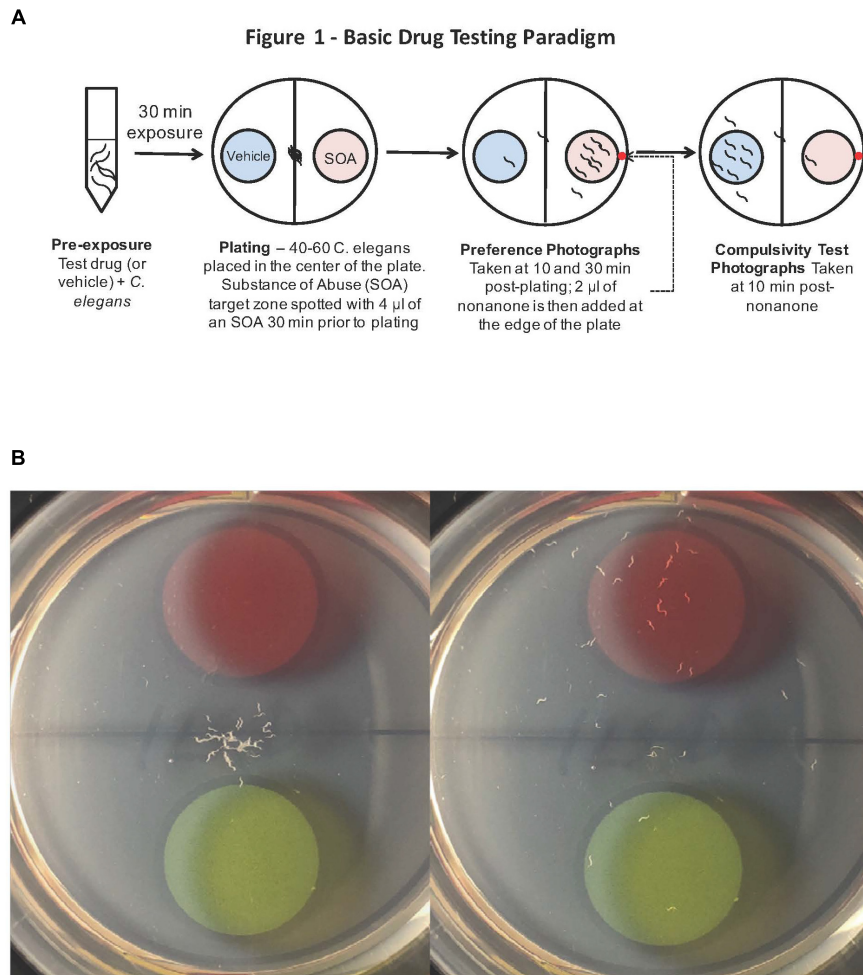 A
Figure 1 - Basic Drug Testing Paradigm
30 min
exposure
Vehicle
SOA
Pre-exposure
Test drug (or
vehicle) + C.
elegans
Plating – 40-60 C. elegans
placed in the center of the plate.
Substance of Abuse (SOA)
target zone spotted with 4 µl of
an SOA 30 min prior to plating
Preference Photographs
Taken at 10 and 30 min
post-plating; 2 µl of
nonanone is then added at
the edge of the plate
Compulsivity Test
Photographs Taken
at 10 min post-
nonanone
B